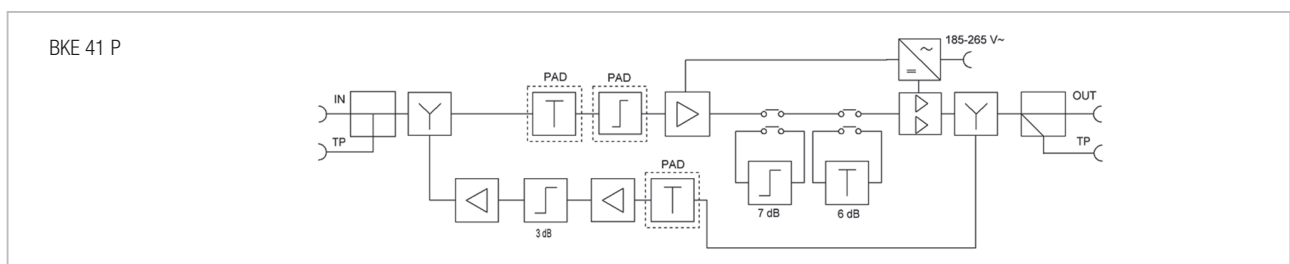 BKE 41 P
185-265 V~
PAD
PAD
IN
OUT
TP
TP
PAD
7 dB
6 dB
3 dB